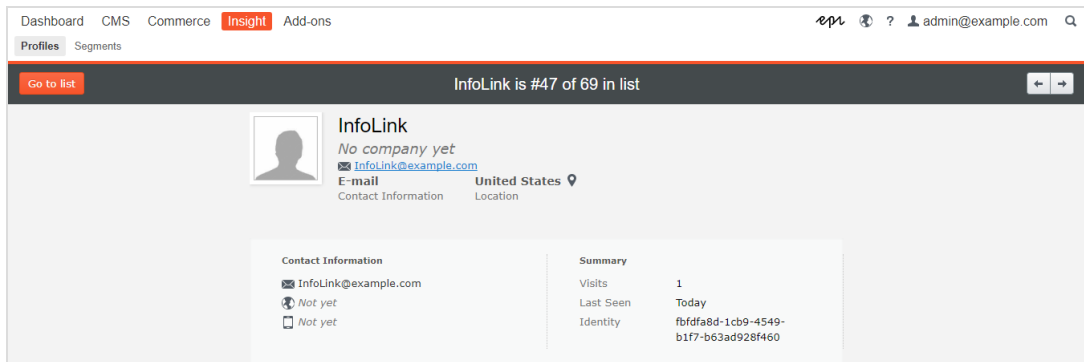 Dashboard CMS Commerce Insight Add-ons epi ? admin@example.com
Profiles Segments
Go to list InfoLink is #47 of 69 in list
InfoLink
No company yet
InfoLink@example.com
E-mail United States
Contact Information Location
Contact Information Summary
InfoLink@example.com Visits 1
Not yet Last Seen Today
Not yet Identity fbfdfa8d-1cb9-4549-
b1f7-b63ad928f460